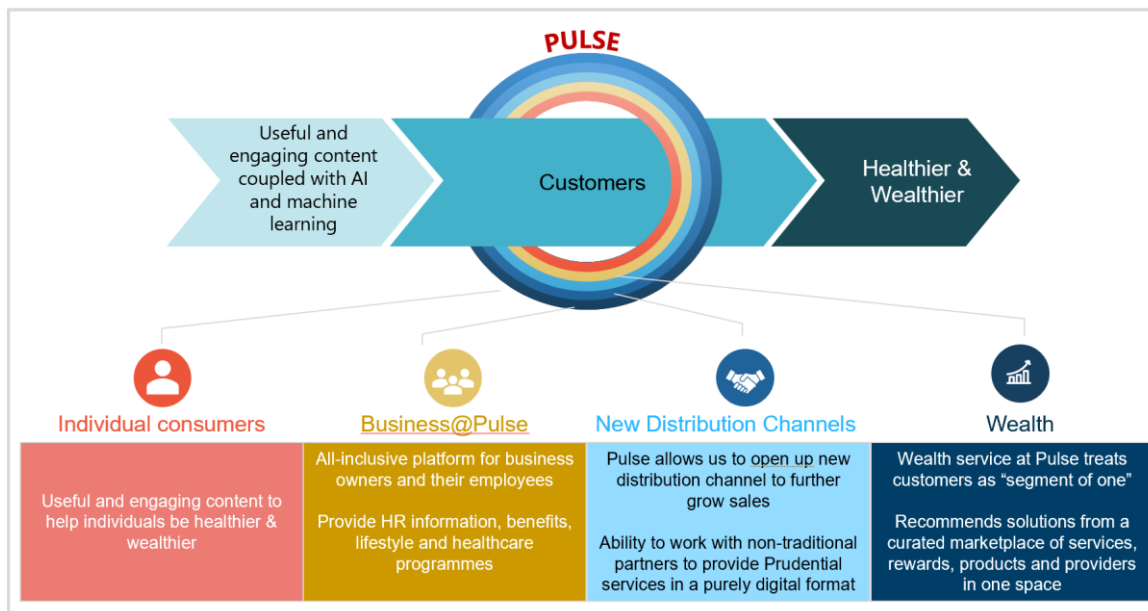 PULSE
Useful and
engaging content
coupled with AI
and machine
learning
Customers
Healthier &
Wealthier
Individual consumers
Useful and engaging content to
help individuals be healthier &
wealthier
Business@Pulse
All-inclusive platform for business
owners and their employees
Provide HR information, benefits,
lifestyle and healthcare
programmes
New Distribution Channels
Pulse allows us to open up new
distribution channel to further
grow sales
Ability to work with non-traditional
partners to provide Prudential
services in a purely digital format
Wealth
Wealth service at Pulse treats
customers as “segment of one”
Recommends solutions from a
curated marketplace of services,
rewards, products and providers
in one space